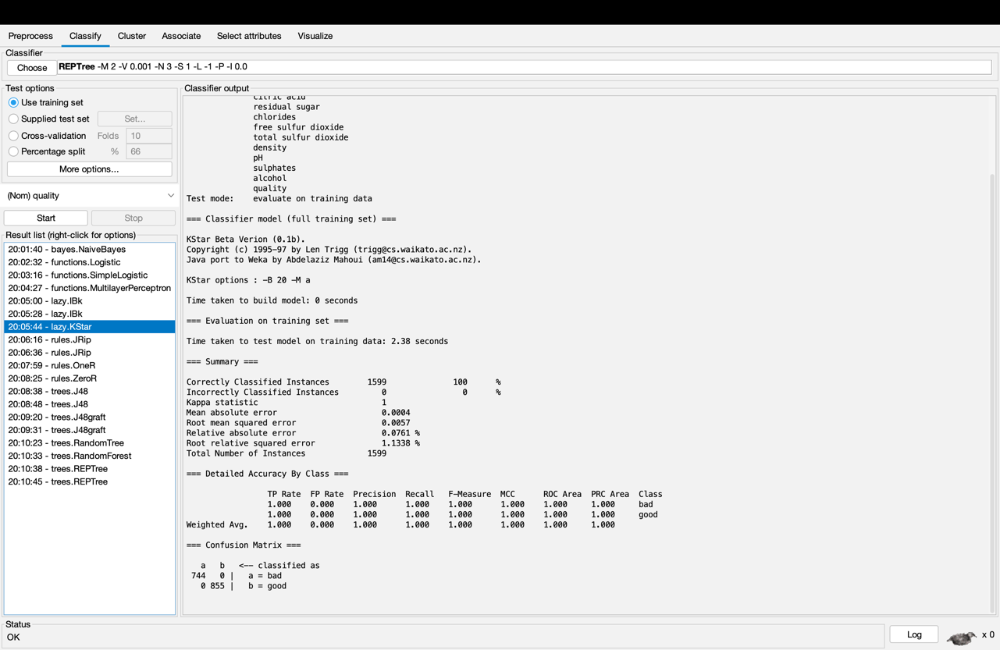 Preprocess Classify Cluster Associate Select attributes Visualize
Classifier
Choose REPTree -M 2 -V 0.001 -N 3 -S 1 -L -1 -P -I 0.0
Test options
Use training set
Supplied test set Set...
Cross-validation Folds 10
Percentage split % 66
More options...
(Nom) quality
Start Stop
Result list (right-click for options)
20:01:40 - bayes.NaiveBayes
20:02:32 - functions.Logistic
20:03:16 - functions.SimpleLogistic
20:04:27 - functions.MultilayerPerceptron
20:05:00 - lazy.IBk
20:05:28 - lazy.IBk
20:05:44 - lazy.KStar
20:06:16 - rules.JRip
20:06:36 - rules.JRip
20:07:59 - rules.OneR
20:08:25 - rules.ZeroR
20:08:38 - trees.J48
20:08:48 - trees.J48
20:09:20 - trees.J48graft
20:09:31 - trees.J48graft
20:10:23 - trees.RandomTree
20:10:33 - trees.RandomForest
20:10:38 - trees.REPTree
20:10:45 - trees.REPTree
Classifier output
citric acid
residual sugar
chlorides
free sulfur dioxide
total sulfur dioxide
density
pH
sulphates
alcohol
quality
Test mode: evaluate on training data
=== Classifier model (full training set) ===
KStar Beta Verion (0.1b).
Copyright (c) 1995-97 by Len Trigg (trigg@cs.waikato.ac.nz).
Java port to Weka by Abdelaziz Mahoui (am14@cs.waikato.ac.nz).
KStar options : -B 20 -M a
Time taken to build model: 0 seconds
=== Evaluation on training set ===
Time taken to test model on training data: 2.38 seconds
=== Summary ===
Correctly Classified Instances 1599 100 %
Incorrectly Classified Instances 0 0 %
Kappa statistic 1
Mean absolute error 0.0004
Root mean squared error 0.0057
Relative absolute error 0.0761 %
Root relative squared error 1.1338 %
Total Number of Instances 1599
=== Detailed Accuracy By Class ===
TP Rate FP Rate Precision Recall F-Measure MCC ROC Area PRC Area Class
1.000 0.000 1.000 1.000 1.000 1.000 1.000 1.000 bad
1.000 0.000 1.000 1.000 1.000 1.000 1.000 1.000 good
Weighted Avg. 1.000 0.000 1.000 1.000 1.000 1.000 1.000 1.000
=== Confusion Matrix ===
a b <-- classified as
744 0 | a = bad
0 855 | b = good
Status
OK
Log x 0